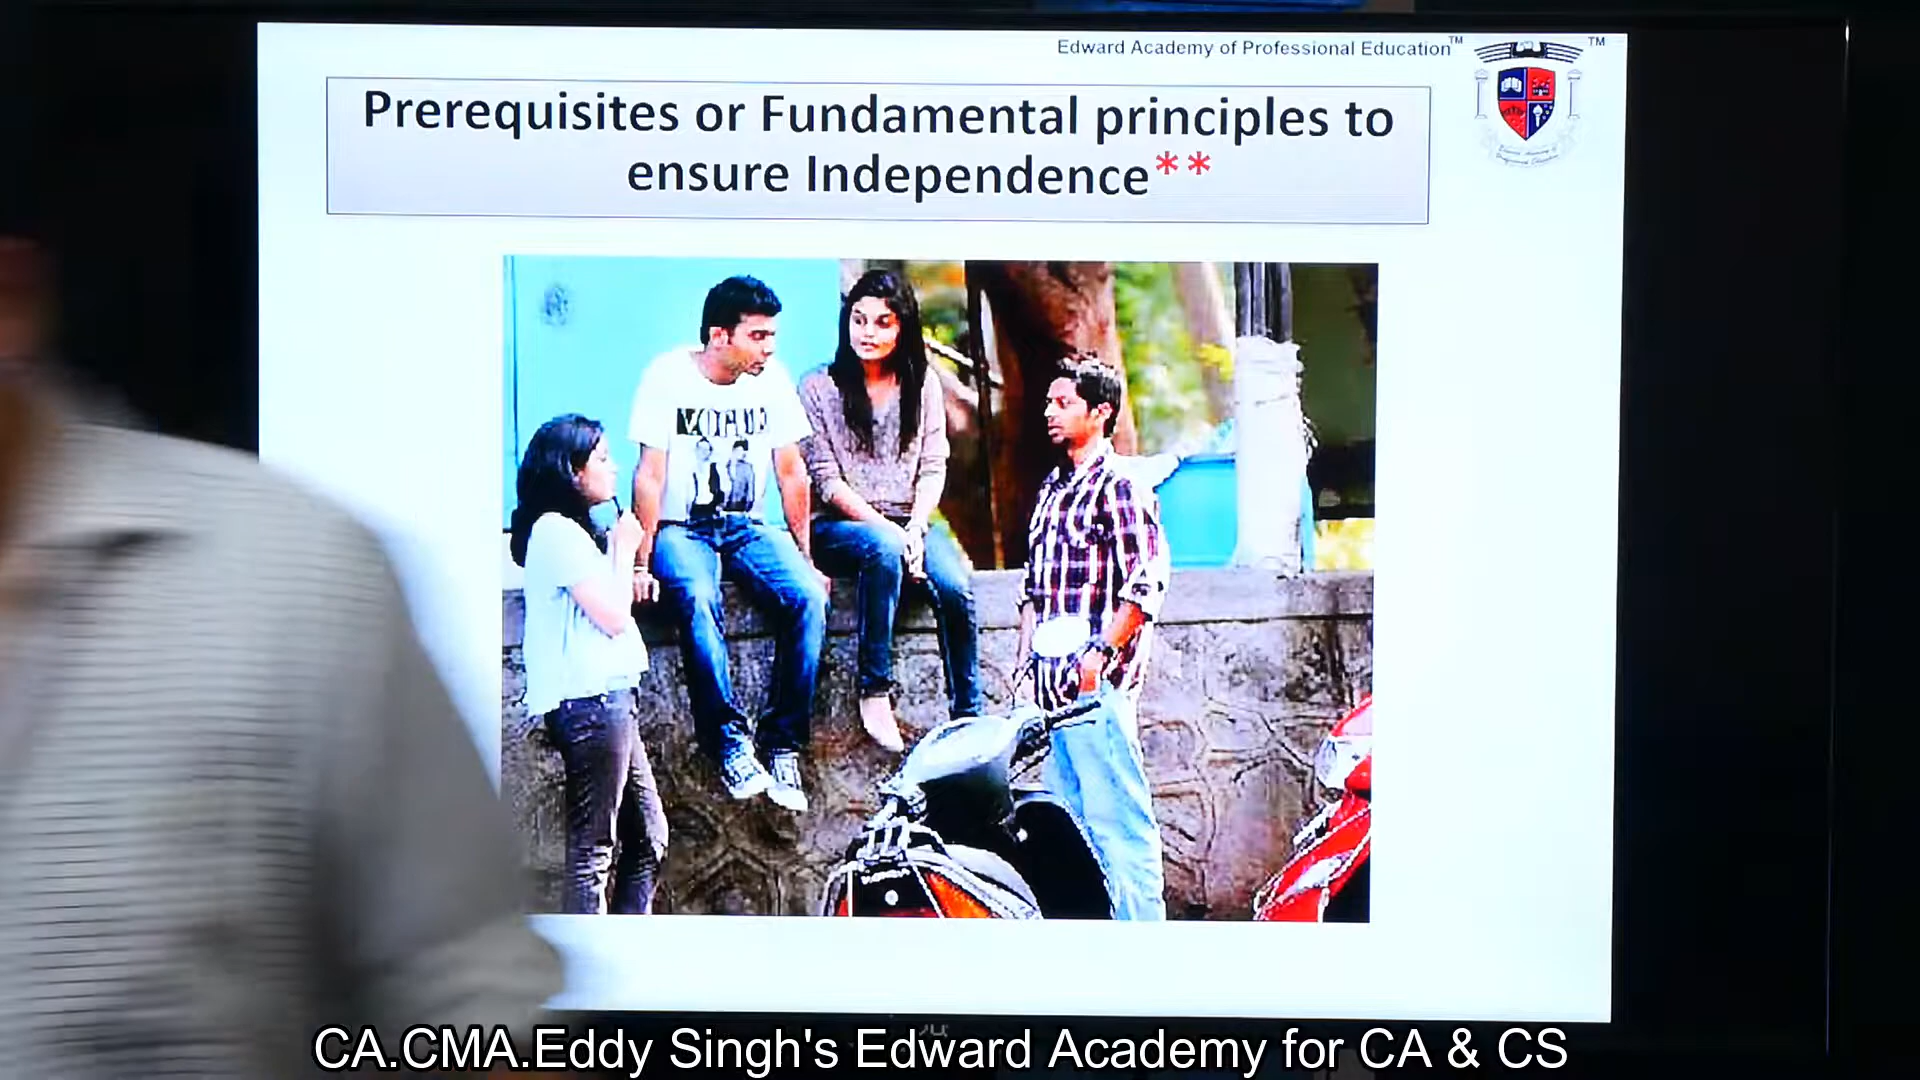 Edward Academy of Professional Education™
™
Prerequisites or Fundamental principles to
ensure Independence**
CA.CMA.Eddy Singh's Edward Academy for CA & CS